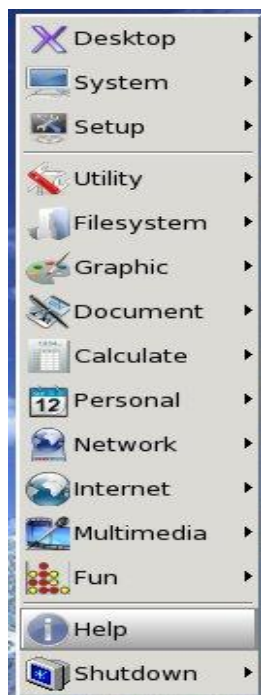 Desktop
System
Setup
Utility
Filesystem
Graphic
Document
Calculate
12 Personal
Network
Internet
Multimedia
Fun
Help
Shutdown